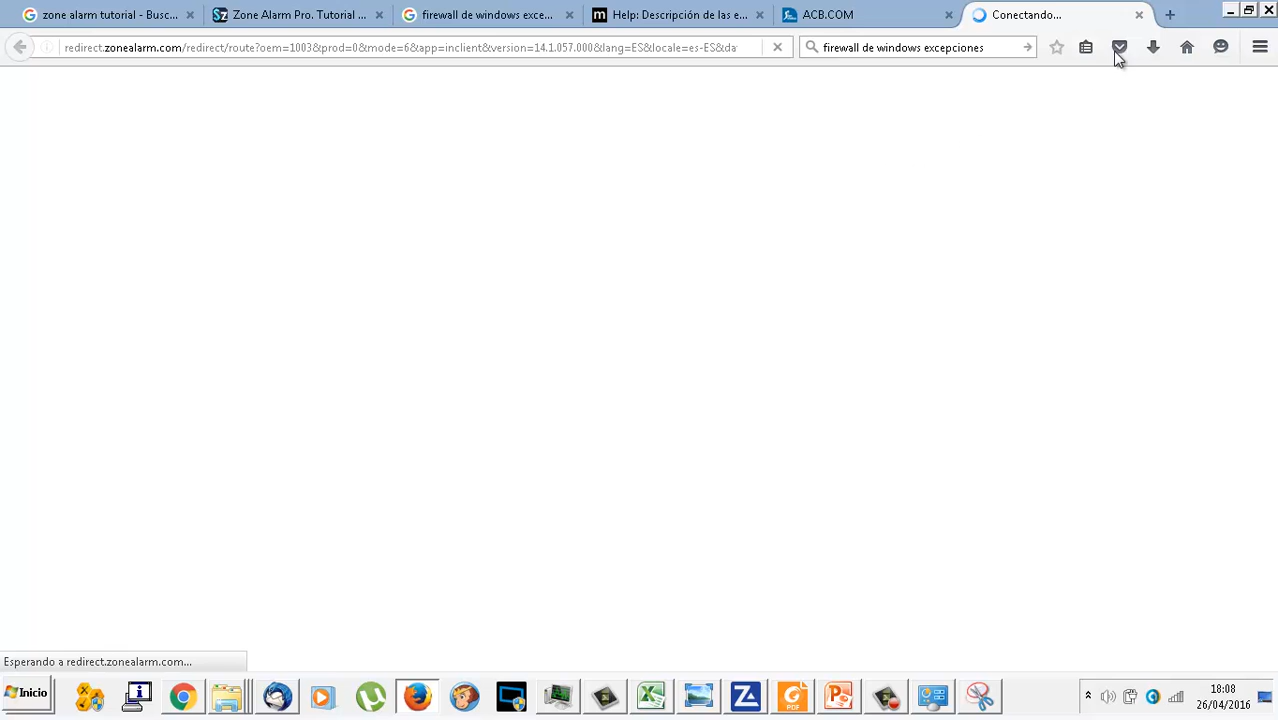 zone alarm tutorial - Busc...
Zone Alarm Pro. Tutorial ...
firewall de windows exce...
Help: Descripción de las e...
ACB.COM
Conectando...
redirect.zonealarm.com/redirect/route?oem=1003&prod=0&mode=6&app=inclient&version=14.1.057.000&lang=ES&locale=es-ES&da
firewall de windows excepciones
Esperando a redirect.zonealarm.com...
Inicio
PDF
18:08
26/04/2016